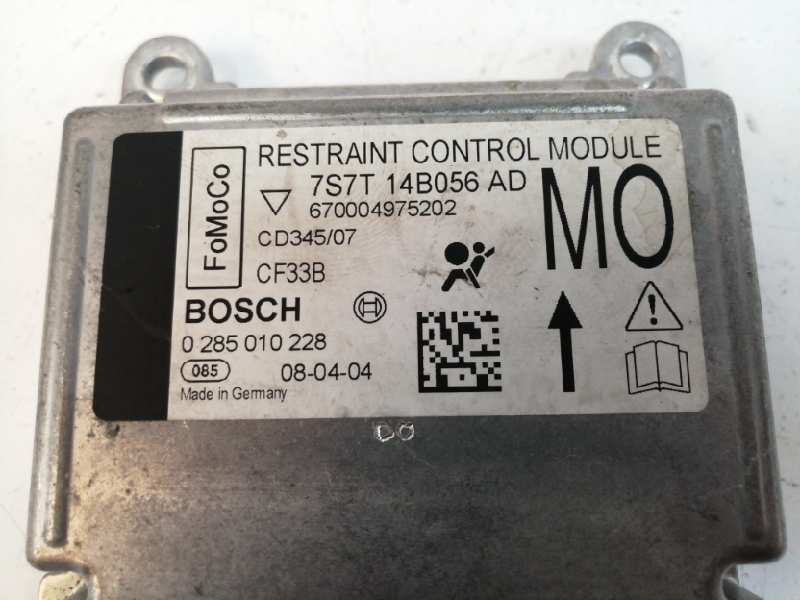 FoMoCo
RESTRAINT CONTROL MODULE
7S7T 14B056 AD
670004975202
MO
CD345/07
CF33B
BOSCH
0 285 010 228
085
08-04-04
Made in Germany
DO